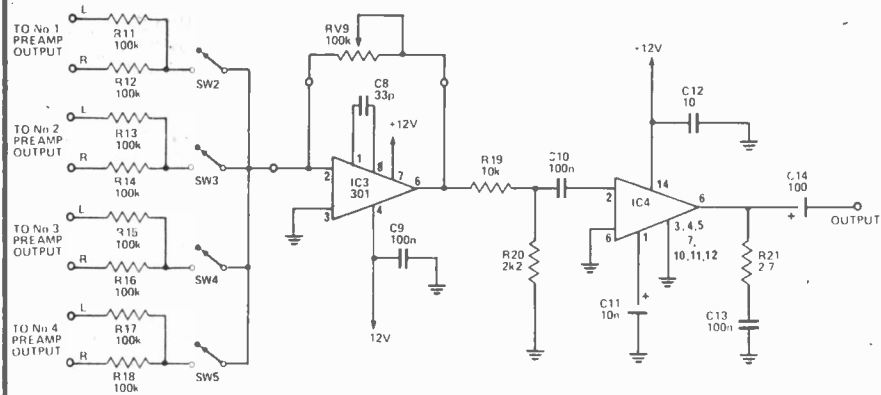 TO No 1
PREAMP
OUTPUT
L
R11
100k
R
R12
100k
SW2
TO No 2
PREAMP
OUTPUT
L
R13
100k
R
R14
100k
SW3
TO No 3
PREAMP
OUTPUT
L
R15
100k
R
R16
100k
SW4
TO No 4
PREAMP
OUTPUT
L
R17
100k
R
R18
100k
SW5
RV9
100k
C8
33p
+12V
1
8
7
2
IC3
301
6
3
4
C9
100n
12V
R19
10k
C10
100n
R20
2k2
+12V
C12
10
14
2
IC4
6
6
1
3,4,5
7,
10,11,12
C11
10n
+
R21
2 7
C13
100n
C14
100
+
OUTPUT